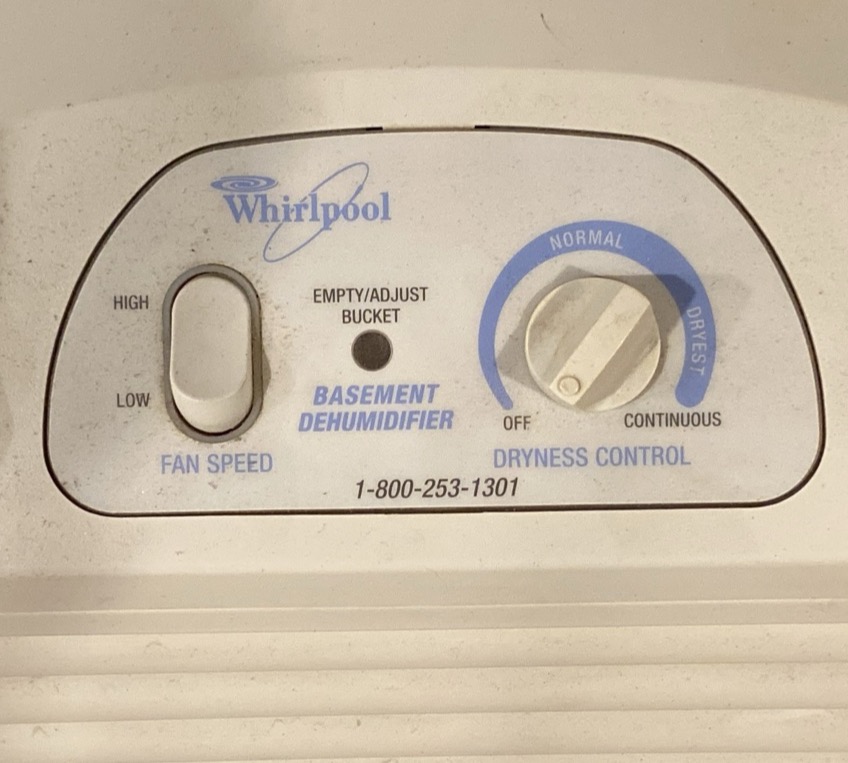 Whirlpool
NORMAL
DRYEST
HIGH
EMPTY/ADJUST
BUCKET
LOW
BASEMENT
DEHUMIDIFIER
OFF
CONTINUOUS
FAN SPEED
DRYNESS CONTROL
1-800-253-1301